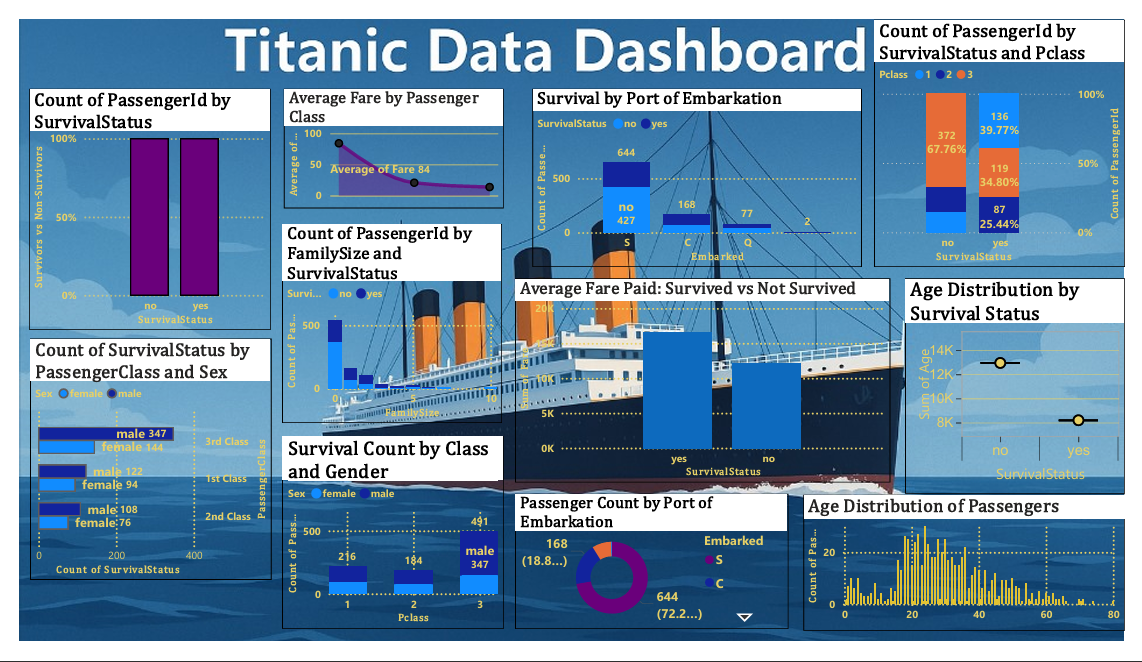 Titanic Data Dashboard
Count of PassengerId by
SurvivalStatus
100%
50%
0%
Survivors vs Non-Survivors
no yes
SurvivalStatus
Average Fare by Passenger
Class
Average of ...
100
50
0
Average of Fare 84
Survival by Port of Embarkation
SurvivalStatus no yes
Count of Passe...
500
0
644
no
427
168
77
2
S C Q
Embarked
Count of PassengerId by
SurvivalStatus and Pclass
Pclass 1 2 3
100%
50%
0%
372
67.76%
136
39.77%
119
34.80%
87
25.44%
Count of PassengerId
no yes
SurvivalStatus
Count of PassengerId by
FamilySize and
SurvivalStatus
Survi... no yes
Count of Pas...
500
0
0 10
FamilySize
Average Fare Paid: Survived vs Not Survived
20K
10K
5K
0K
yes no
SurvivalStatus
Age Distribution by
Survival Status
Sum of Age
14K
12K
10K
8K
no yes
SurvivalStatus
Count of SurvivalStatus by
PassengerClass and Sex
Sex female male
male 347
female 144
3rd Class
male 122
female 94
1st Class
male 108
female 76
2nd Class
PassengerClass
0 200 400
Count of SurvivalStatus
Survival Count by Class
and Gender
Sex female male
Count of Pas...
500
0
216
184
491
male
347
1 2 3
Pclass
Passenger Count by Port of
Embarkation
168
(18.8...)
644
(72.2...)
Embarked
S
C
Age Distribution of Passengers
Count of Pas...
20
0
0 20 40 60 80